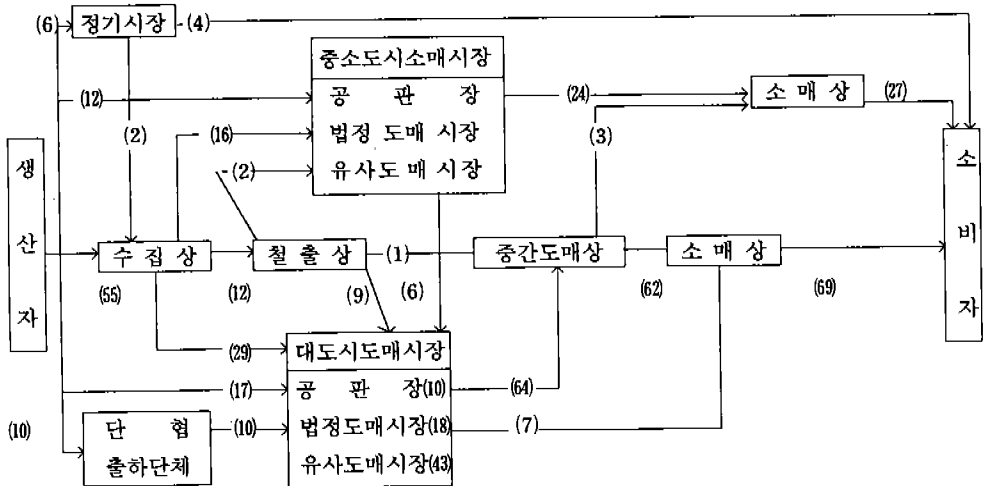 (6) 정기시장 (4)
중소도시소매시장
(12) 공 판 장 (24) 소 매 상 (27)
(2) (16) 법정 도매 시장 (3)
(2) 유사도 매 시장
생 산 자
소 비 자
수 집 상 철 출 상 (1) 중간도매상 소 매 상
(55) (12) (9) (6) (62) (69)
(29) 대도시도매시장
(17) 공 판 장(10) (64)
(10) 단 협 (10) 법정도매시장(18) (7)
출하단체 유사도매시장(43)